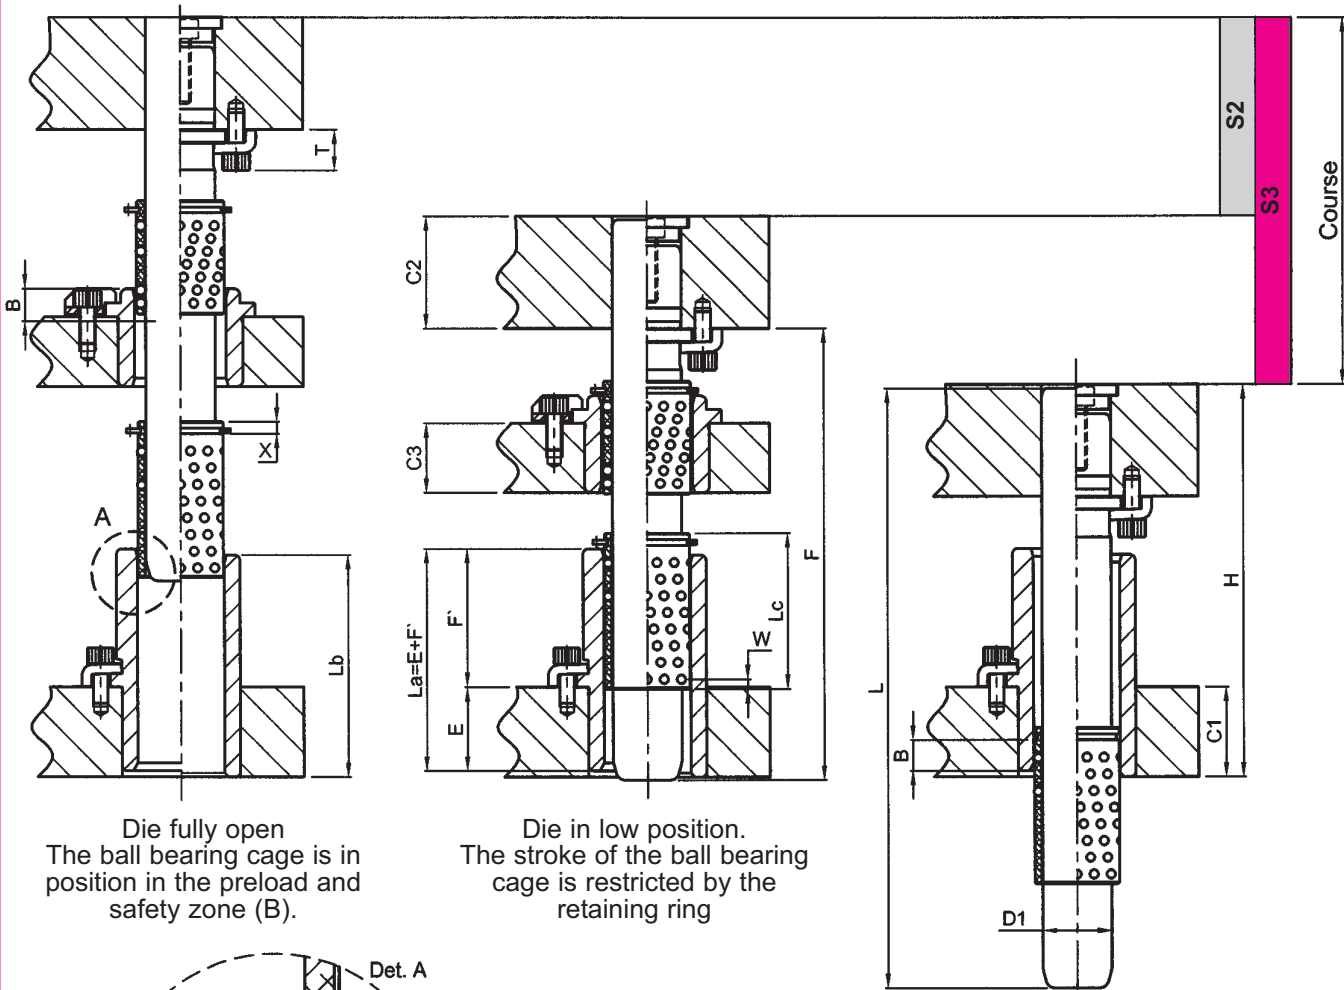 S2
S3
Course
T
C2
B
C3
X
A
F
H
La=E+F`
F`
Lc
Lb
W
L
E
C1
B
D1
Die fully open
The ball bearing cage is in
position in the preload and
safety zone (B).
Die in low position.
The stroke of the ball bearing
cage is restricted by the
retaining ring
Det. A